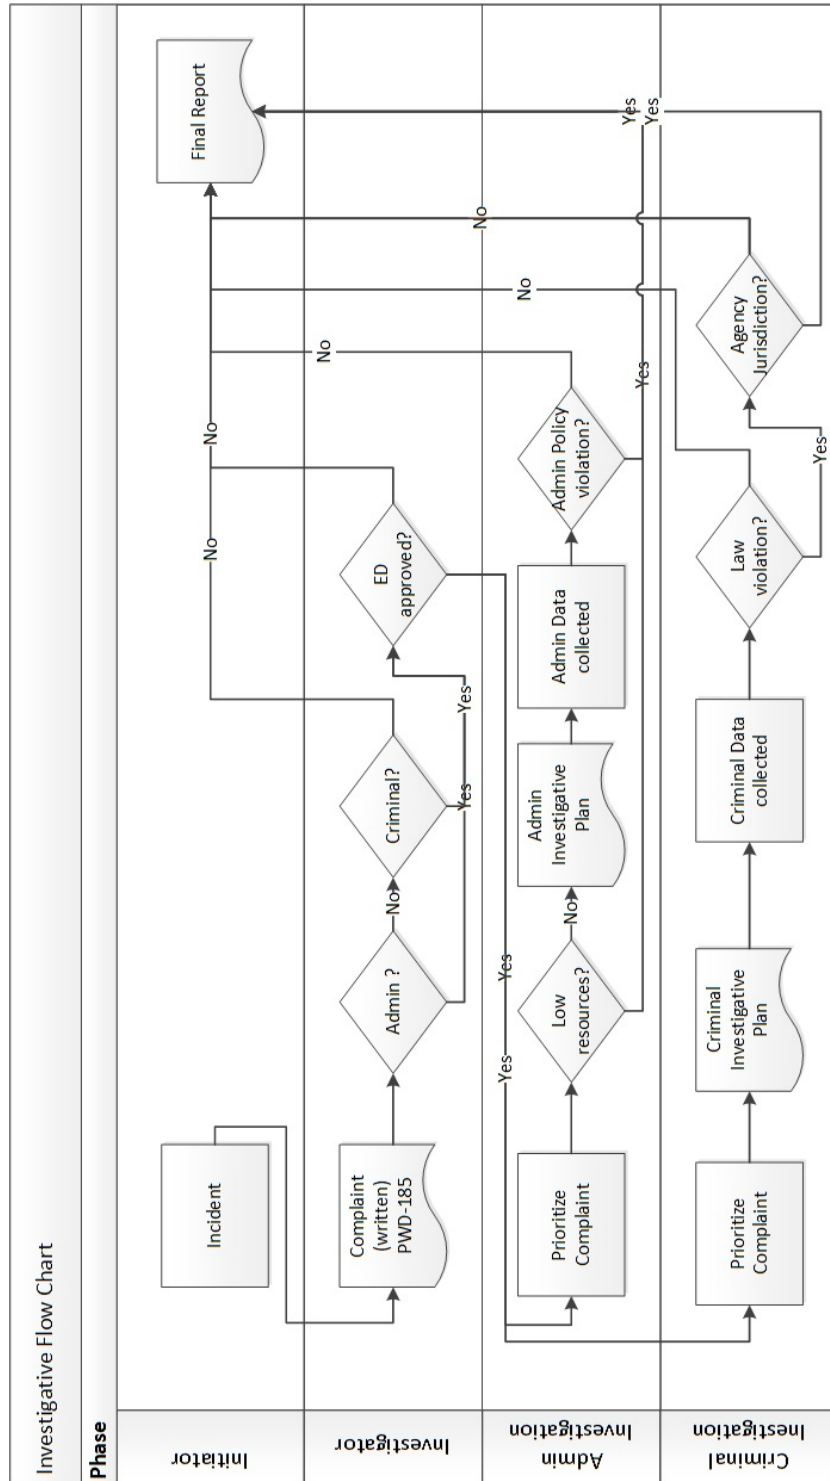 Investigative Flow Chart
Phase
Initiator
Incident
Final Report
No
No
Investigator
Complaint
(written)
PWD-185
Admin ?
No
Criminal?
Yes
Yes
ED
approved?
No
No
No
Admin
Investigation
Yes
Yes
Prioritize
Complaint
Low
resources?
No
Admin
Investigative
Plan
Admin Data
collected
Admin Policy
violation?
Yes
Yes
Yes
Criminal
Inestigation
Prioritize
Complaint
Criminal
Investigative
Plan
Criminal Data
collected
Law
violation?
Yes
Agency
Jurisdiction?